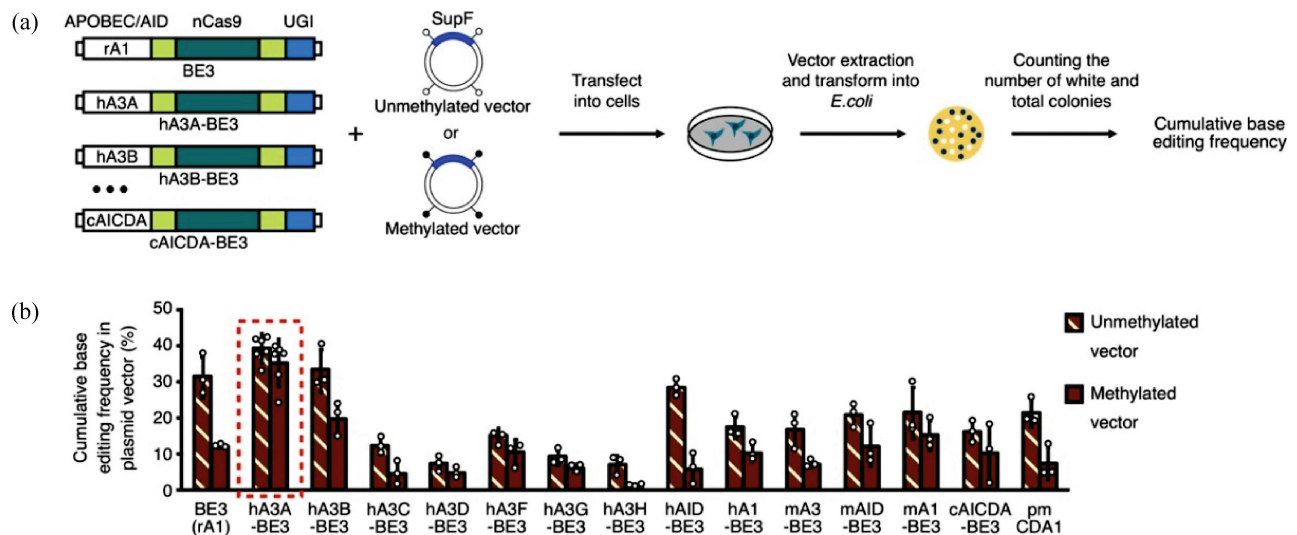 (a)
APOBEC/AID nCas9 UGI
rA1
BE3
hA3A
hA3A-BE3
hA3B
hA3B-BE3
cAICDA
cAICDA-BE3
+
SupF
Unmethylated vector
or
Methylated vector
Transfect
into cells
Vector extraction
and transform into
E.coli
Counting the
number of white and
total colonies
Cumulative base
editing frequency
(b)
Cumulative base
editing frequency in
plasmid vector (%)
50
40
30
20
10
0
BE3
(rA1)
hA3A
-BE3
hA3B
-BE3
hA3C
-BE3
hA3D
-BE3
hA3F
-BE3
hA3G
-BE3
hA3H
-BE3
hAID
-BE3
hA1
-BE3
mA3
-BE3
mAID
-BE3
mA1
-BE3
cAICDA
-BE3
pm
CDA1
Unmethylated
vector
Methylated
vector